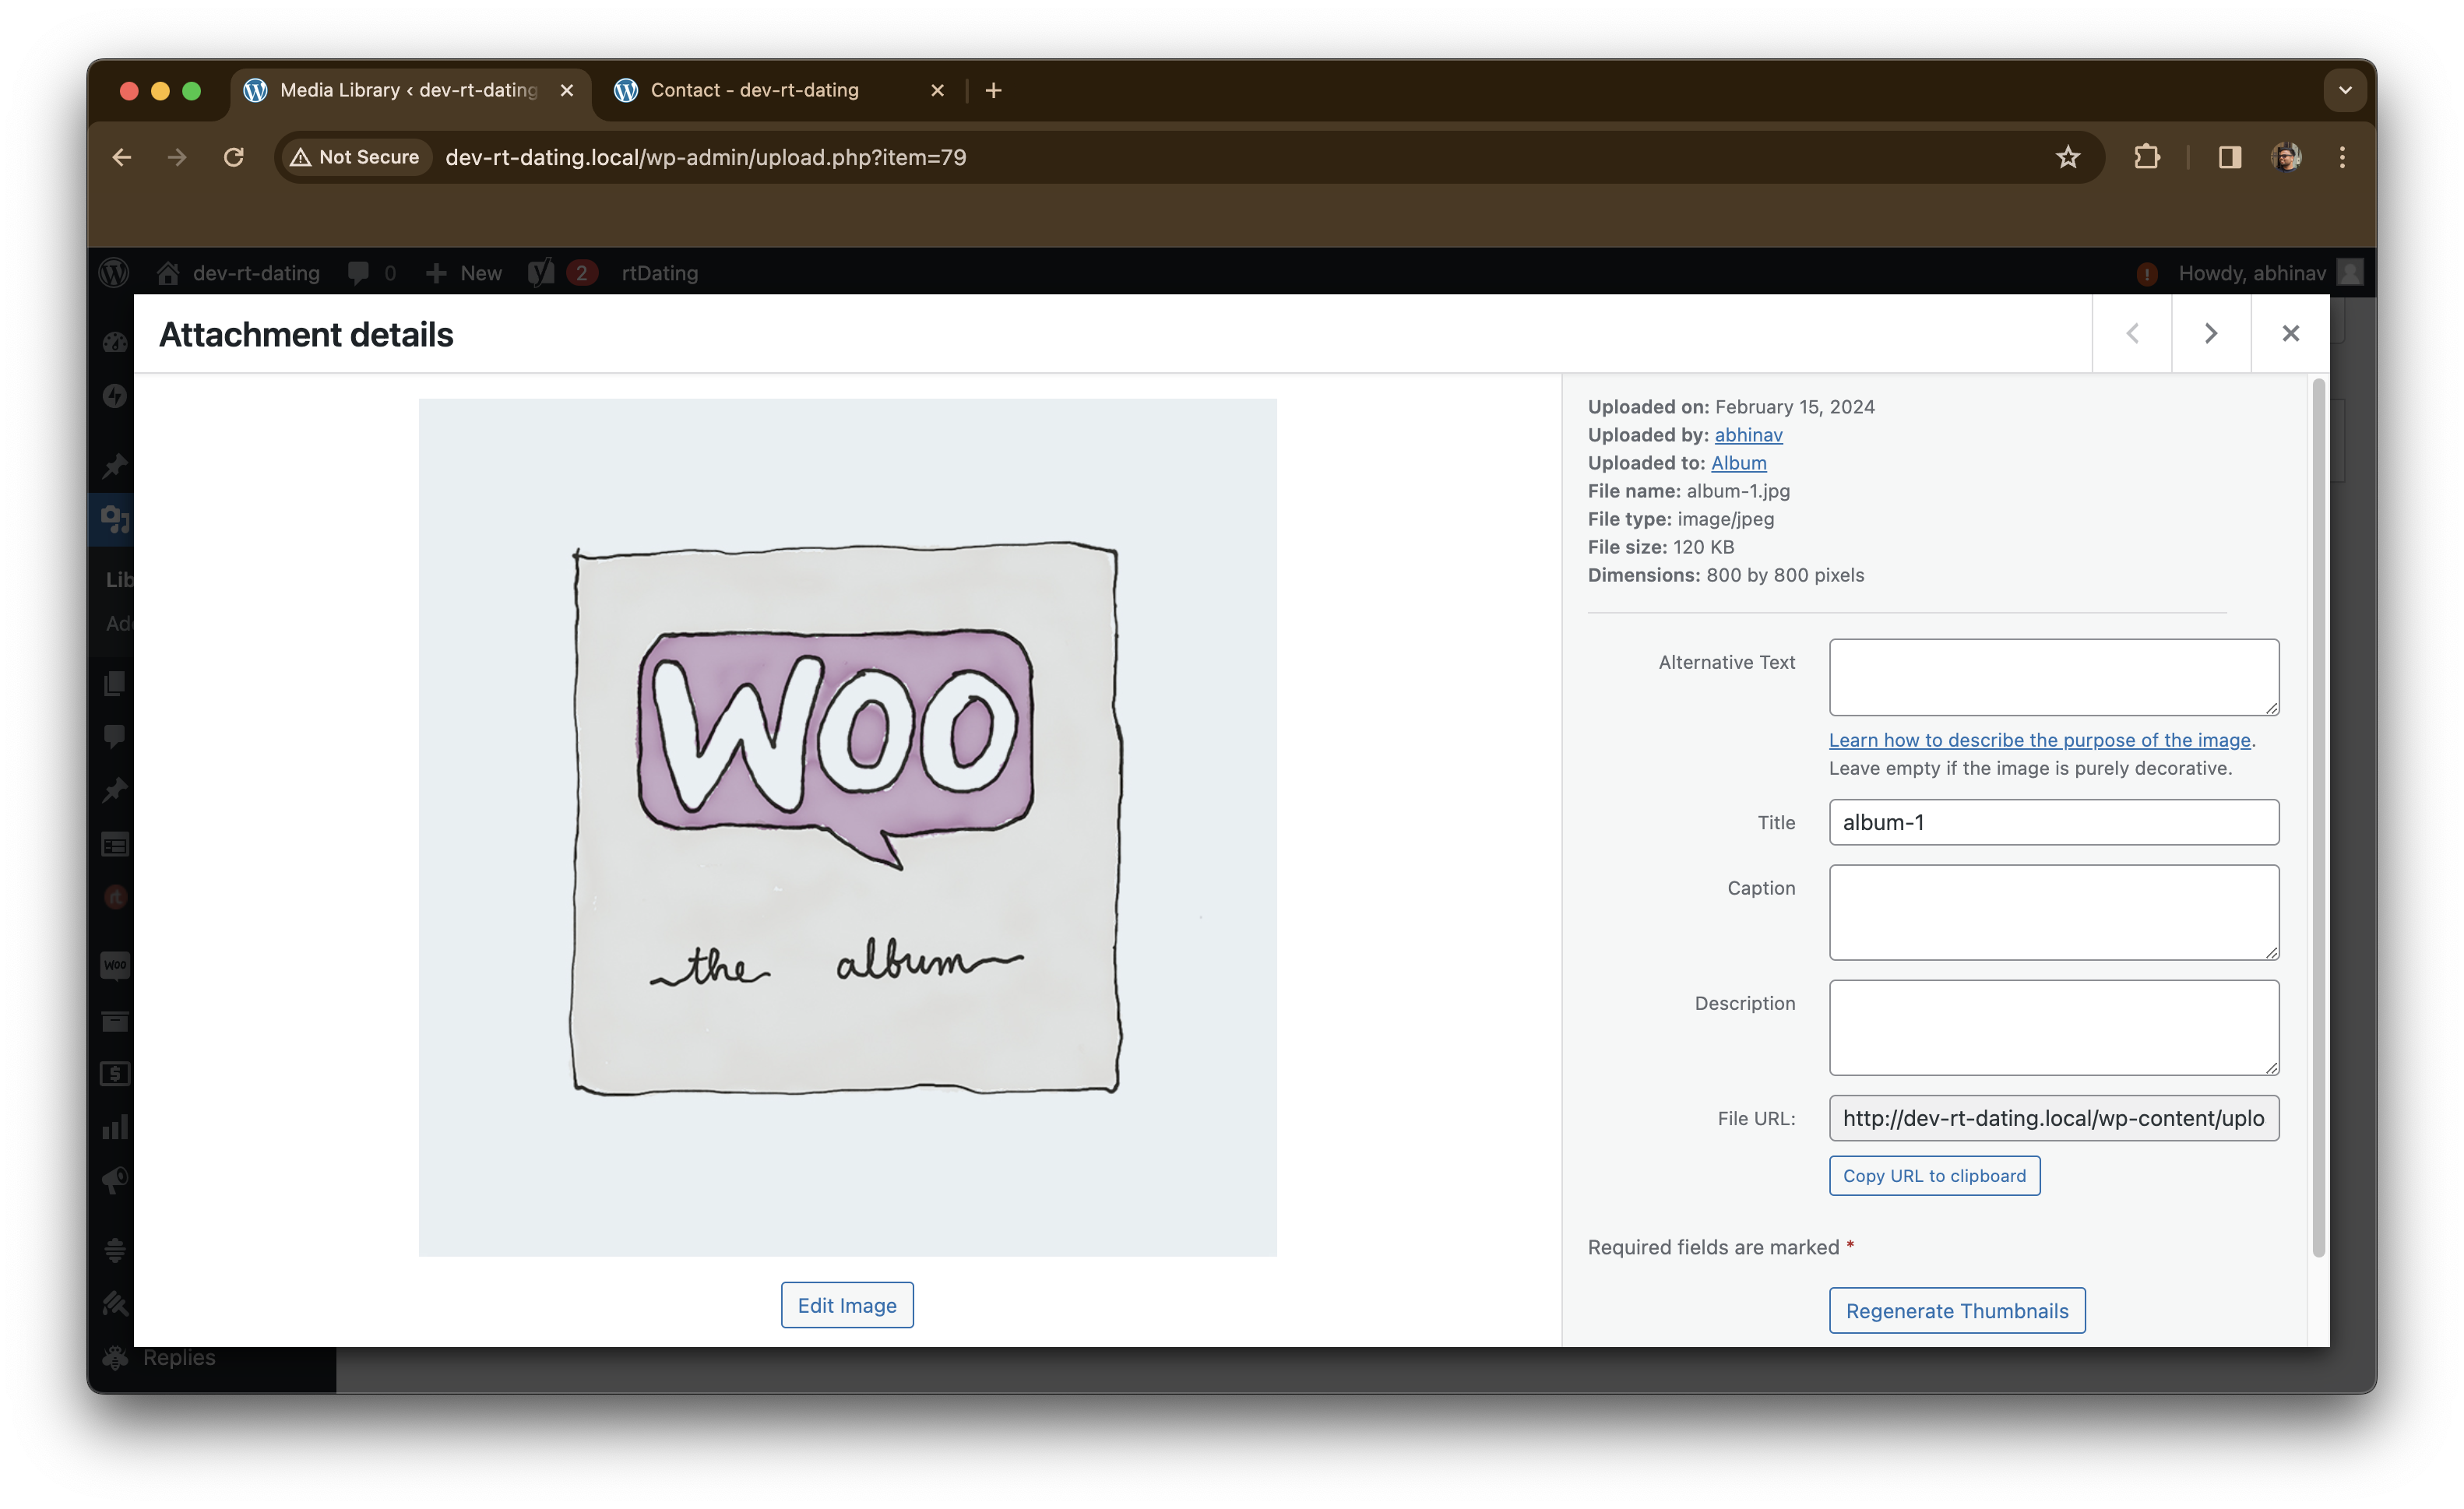 Media Library ‹ dev-rt-dating
Contact - dev-rt-dating
Not Secure
dev-rt-dating.local/wp-admin/upload.php?item=79
dev-rt-dating
0
New
2
rtDating
Howdy, abhinav
Attachment details
Lib
Add
rt
Woo
Replies
WOO
the album
Edit Image
Uploaded on: February 15, 2024
Uploaded by: abhinav
Uploaded to: Album
File name: album-1.jpg
File type: image/jpeg
File size: 120 KB
Dimensions: 800 by 800 pixels
Alternative Text
Learn how to describe the purpose of the image.
Leave empty if the image is purely decorative.
Title
album-1
Caption
Description
File URL:
http://dev-rt-dating.local/wp-content/uplo
Copy URL to clipboard
Required fields are marked *
Regenerate Thumbnails